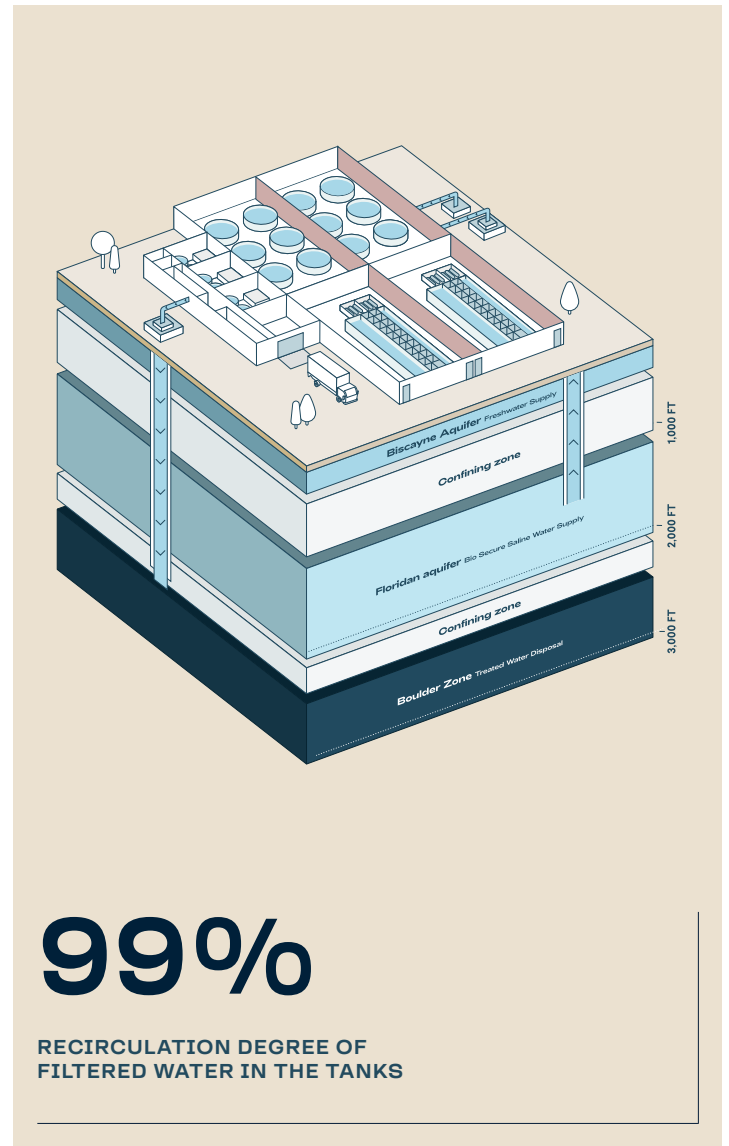 Biscayne Aquifer Freshwater Supply
Confining zone
1,000 FT
Floridan aquifer Bio Secure Saline Water Supply
2,000 FT
Confining zone
Boulder Zone Treated Water Disposal
3,000 FT
99%
RECIRCULATION DEGREE OF
FILTERED WATER IN THE TANKS